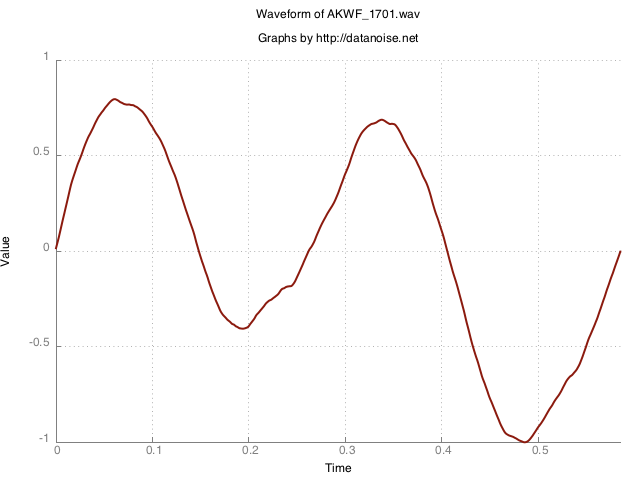 Waveform of AKWF_1701.wav
Graphs by http://datanoise.net
1
0.5
0
-0.5
-1
Value
0 0.1 0.2 0.3 0.4 0.5
Time